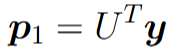 𝒑₁ = 𝑈ᵀ𝒚